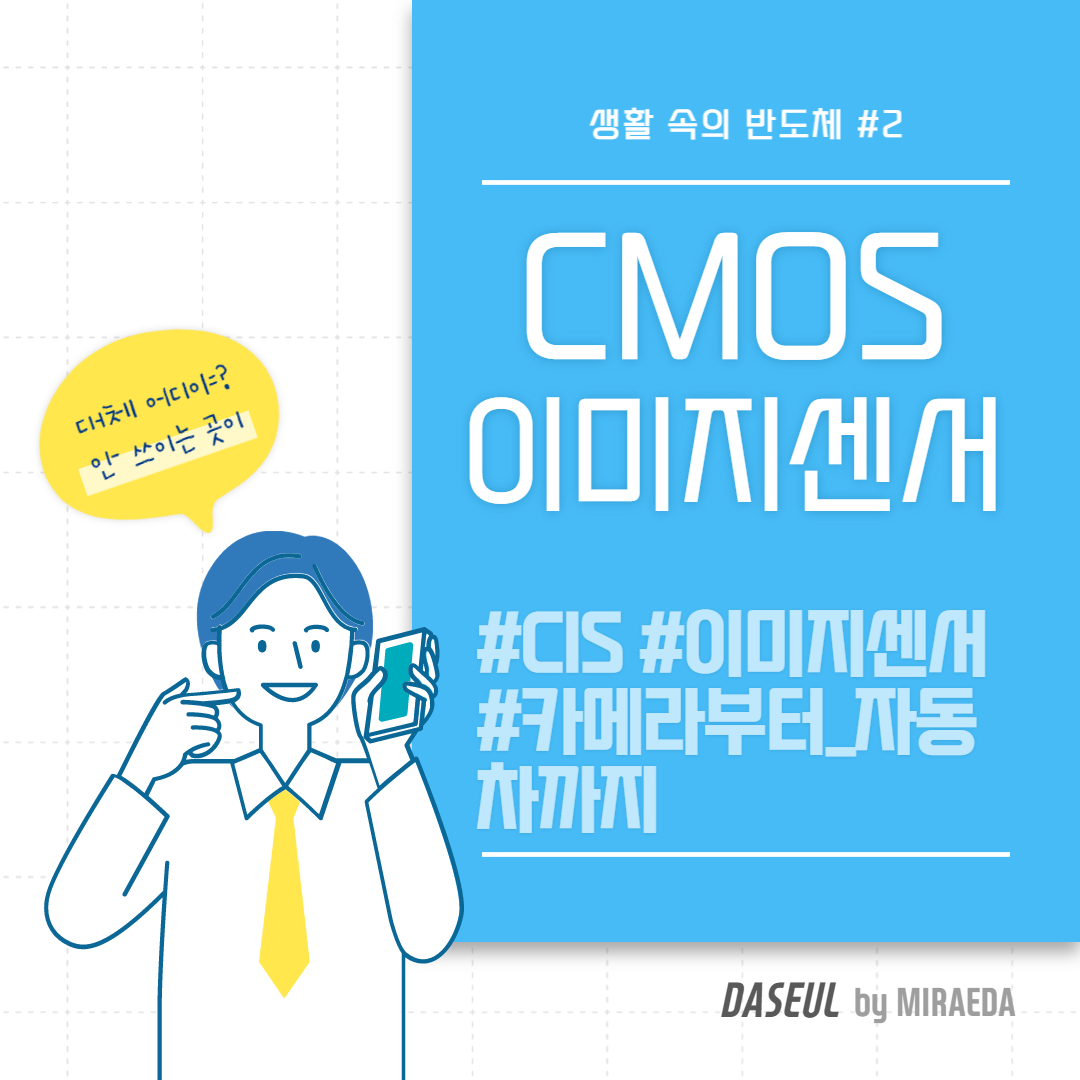 생활 속의 반도체 #2
CMOS
이미지센서
대체 어디야?
안 쓰이는 곳이
#CIS #이미지센서
#카메라부터_자동
차까지
DASEUL by MIRAEDA